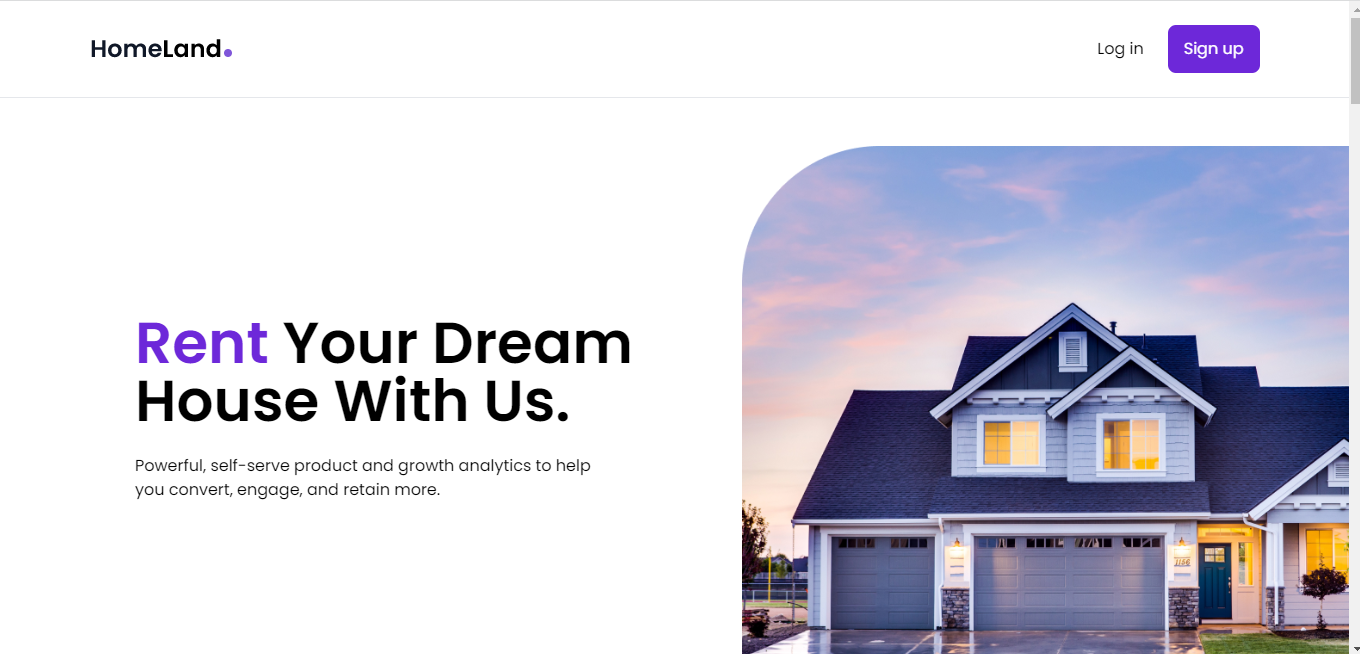 HomeLand.
Log in
Sign up
Rent Your Dream
House With Us.
Powerful, self-serve product and growth analytics to help
you convert, engage, and retain more.
1166